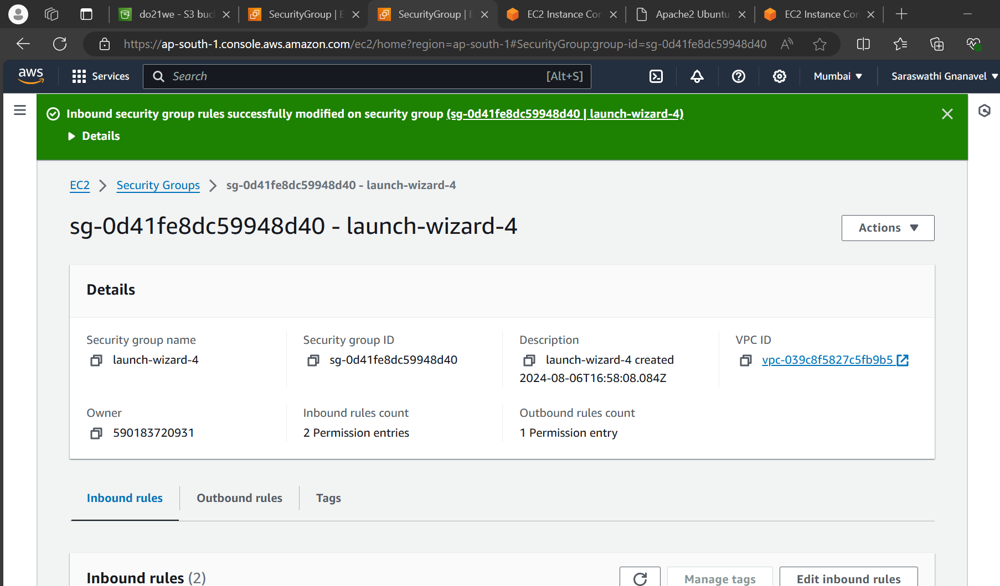 do21we - S3 buc
SecurityGroup | E
SecurityGroup | E
EC2 Instance Con
Apache2 Ubuntu
EC2 Instance Con
https://ap-south-1.console.aws.amazon.com/ec2/home?region=ap-south-1#SecurityGroup:group-id=sg-0d41fe8dc59948d40
aws
Services
Search
[Alt+S]
Mumbai
Saraswathi Gnanavel
Inbound security group rules successfully modified on security group (sg-0d41fe8dc59948d40 | launch-wizard-4)
Details
EC2 > Security Groups > sg-0d41fe8dc59948d40 - launch-wizard-4
sg-0d41fe8dc59948d40 - launch-wizard-4
Actions
Details
Security group name
launch-wizard-4
Security group ID
sg-0d41fe8dc59948d40
Description
launch-wizard-4 created
2024-08-06T16:58:08.084Z
VPC ID
vpc-039c8f5827c5fb9b5
Owner
590183720931
Inbound rules count
2 Permission entries
Outbound rules count
1 Permission entry
Inbound rules
Outbound rules
Tags
Inbound rules (2)
Manage tags
Edit inbound rules